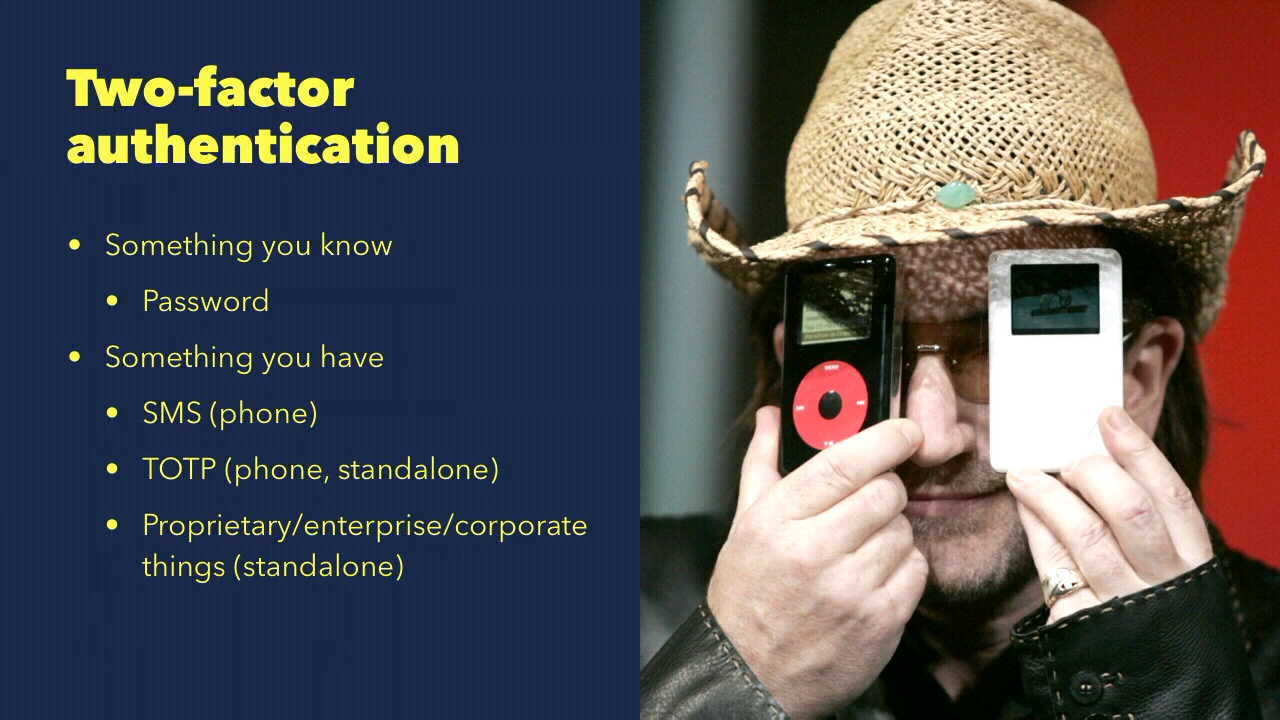 Two-factor
authentication
• Something you know
• Password
• Something you have
• SMS (phone)
• TOTP (phone, standalone)
• Proprietary/enterprise/corporate
things (standalone)